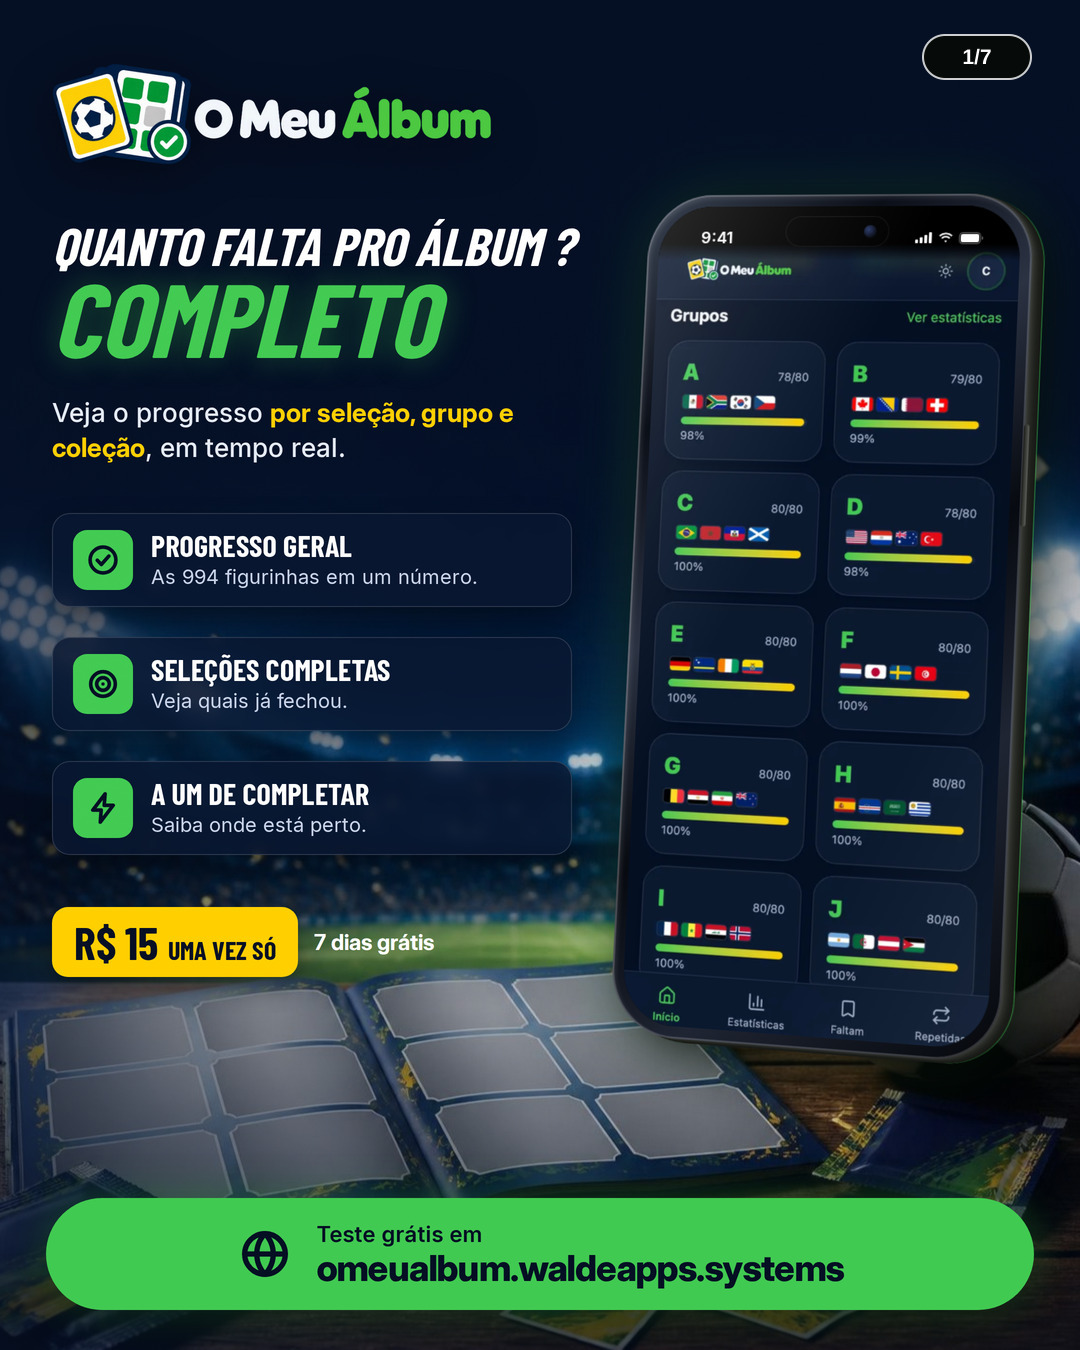 1/7
O Meu Álbum
QUANTO FALTA PRO ÁLBUM ?
COMPLETO
Veja o progresso por seleção, grupo e
coleção, em tempo real.
PROGRESSO GERAL
As 994 figurinhas em um número.
SELEÇÕES COMPLETAS
Veja quais já fechou.
A UM DE COMPLETAR
Saiba onde está perto.
R$ 15 UMA VEZ SÓ
7 dias grátis
9:41
O Meu Álbum
C
Grupos
Ver estatísticas
A
78/80
98%
B
79/80
99%
C
80/80
100%
D
78/80
98%
E
80/80
100%
F
80/80
100%
G
80/80
100%
H
80/80
100%
I
80/80
100%
J
80/80
100%
Início
Estatísticas
Faltam
Repetidas
Teste grátis em
omeualbum.waldeapps.systems